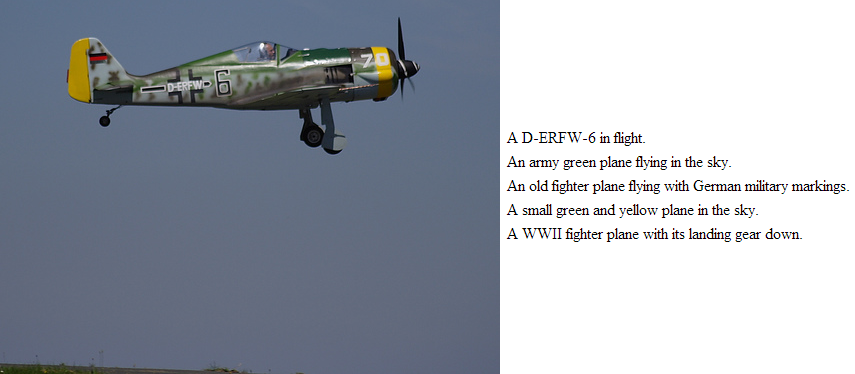 70
D-ERFW 6
A D-ERFW-6 in flight.
An army green plane flying in the sky.
An old fighter plane flying with German military markings.
A small green and yellow plane in the sky.
A WWII fighter plane with its landing gear down.